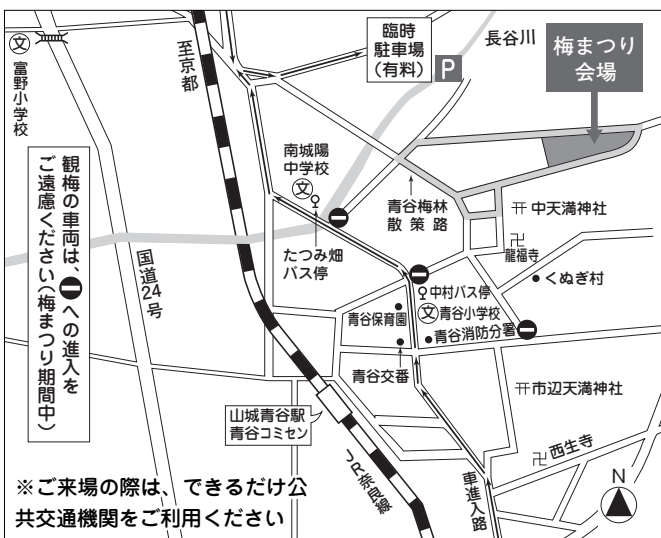 文
富野小学校
至京都
臨時
駐車場
(有料)
P
長谷川
梅まつり
会場
観梅の車両は、への進入を
ご遠慮ください(梅まつり期間中)
国道24号
南城陽
中学校
文
たつみ畑
バス停
青谷梅林
散策路
中天満神社
龍福寺
くぬぎ村
中村バス停
文青谷小学校
青谷保育園
青谷消防分署
青谷交番
市辺天満神社
山城青谷駅
青谷コミセン
JR奈良線
車進入路
西生寺
N
※ご来場の際は、できるだけ公
共交通機関をご利用ください